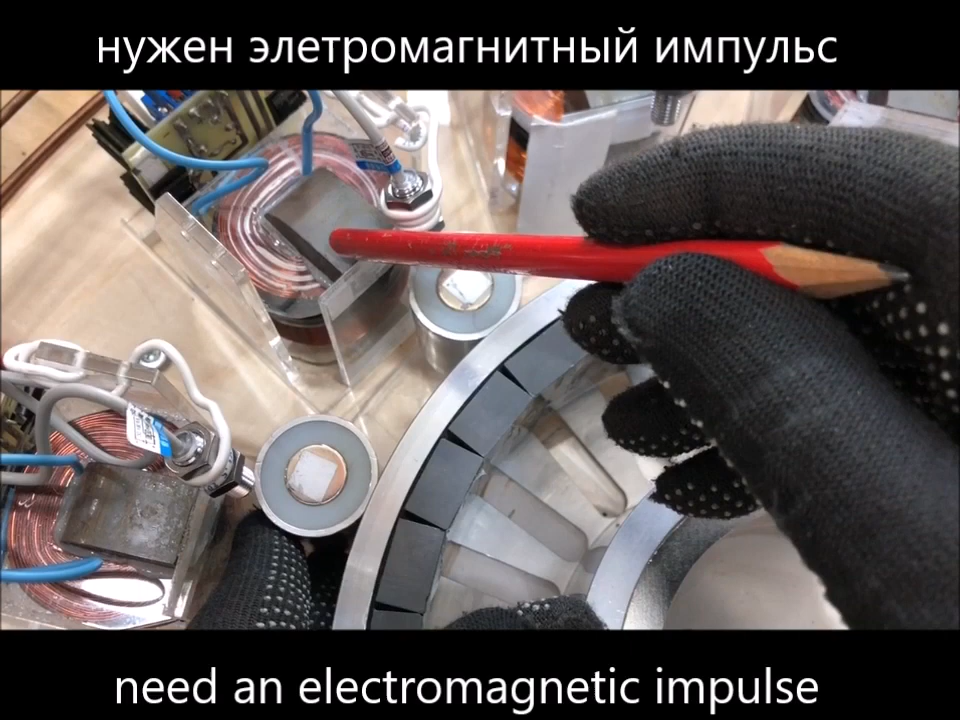 нужен элетромагнитный импульс
need an electromagnetic impulse